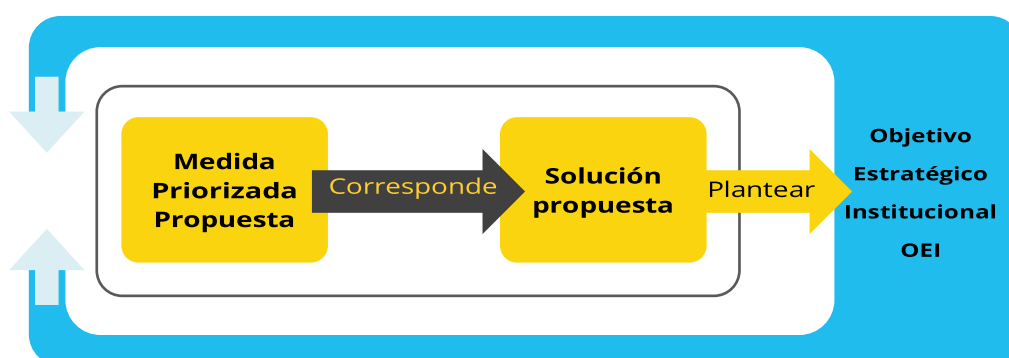 Medida
Priorizada
Propuesta
Corresponde
Solución
propuesta
Plantear
Objetivo
Estratégico
Institucional
OEI